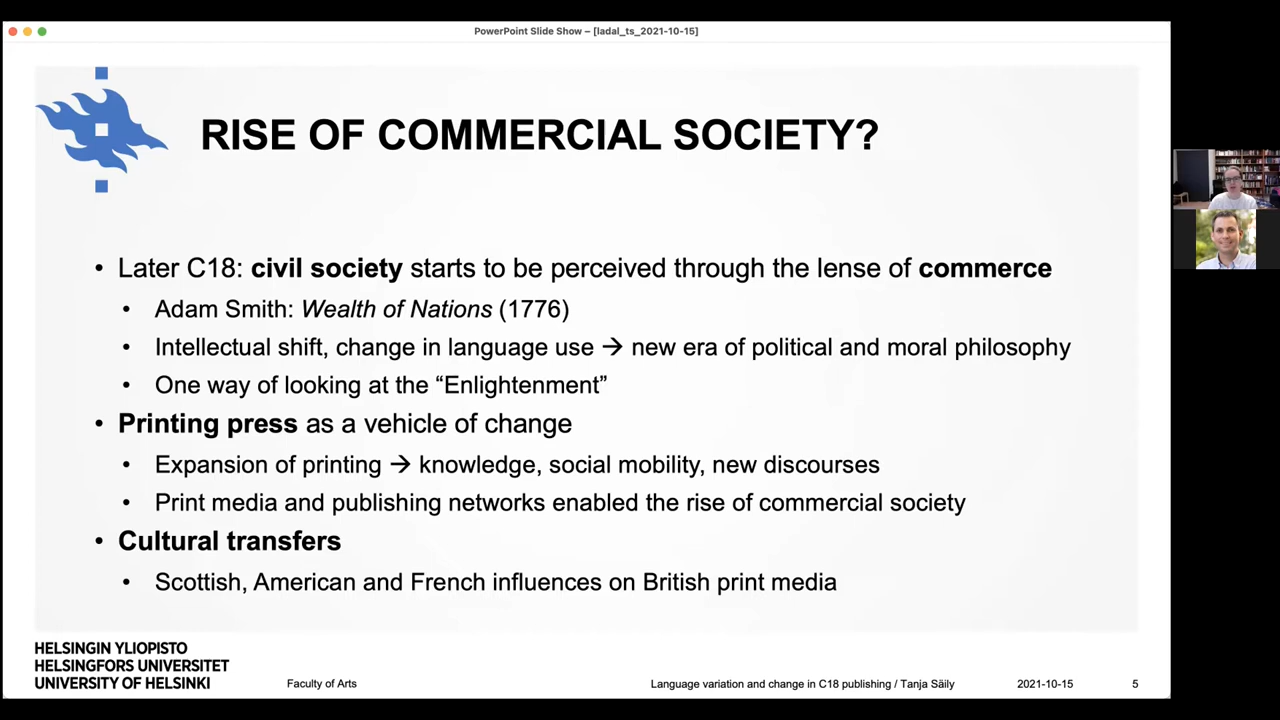 PowerPoint Slide Show – [ladal_ts_2021-10-15]
RISE OF COMMERCIAL SOCIETY?
• Later C18: civil society starts to be perceived through the lense of commerce
• Adam Smith: Wealth of Nations (1776)
• Intellectual shift, change in language use → new era of political and moral philosophy
• One way of looking at the “Enlightenment”
• Printing press as a vehicle of change
• Expansion of printing → knowledge, social mobility, new discourses
• Print media and publishing networks enabled the rise of commercial society
• Cultural transfers
• Scottish, American and French influences on British print media
HELSINGIN YLIOPISTO
HELSINGFORS UNIVERSITET
UNIVERSITY OF HELSINKI
Faculty of Arts
Language variation and change in C18 publishing / Tanja Säily
2021-10-15
5